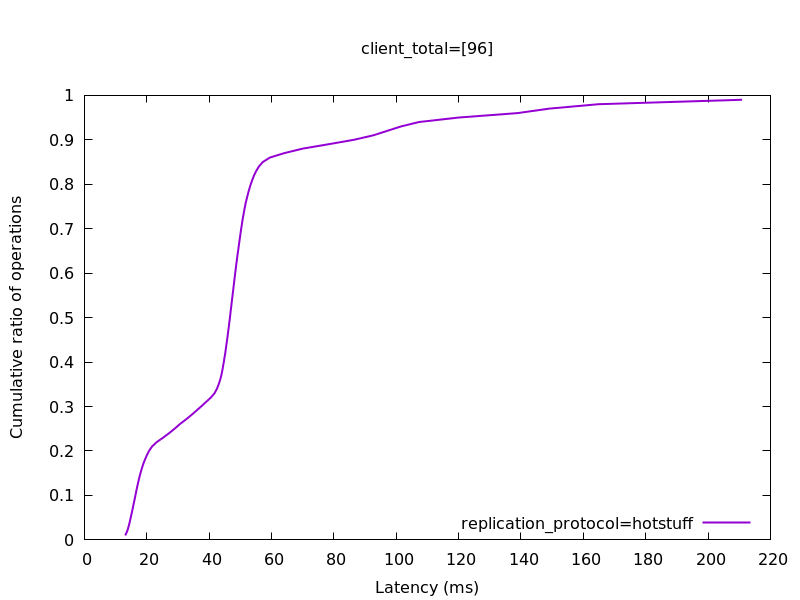 client_total=[96]
1
0.9
0.8
0.7
0.6
0.5
0.4
0.3
0.2
0.1
0
Cumulative ratio of operations
replication_protocol=hotstuff
0 20 40 60 80 100 120 140 160 180 200 220
Latency (ms)